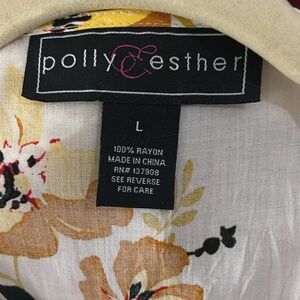 polly & esther
L
100% RAYON
MADE IN CHINA
RN# 137908
SEE REVERSE
FOR CARE